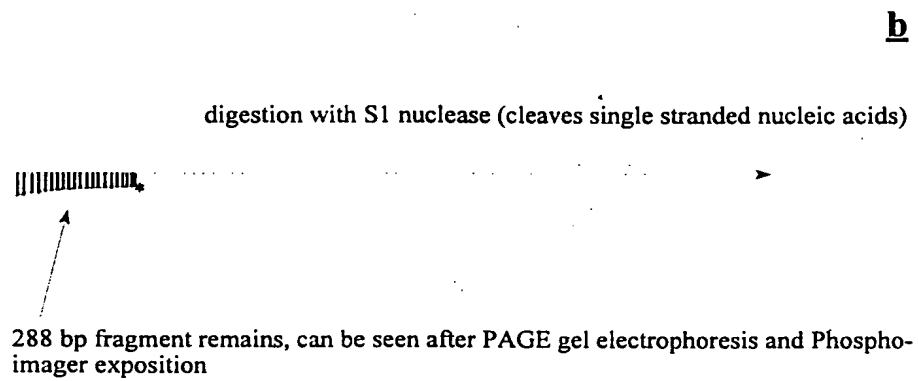 b
digestion with S1 nuclease (cleaves single stranded nucleic acids)
288 bp fragment remains, can be seen after PAGE gel electrophoresis and Phospho-
imager exposition